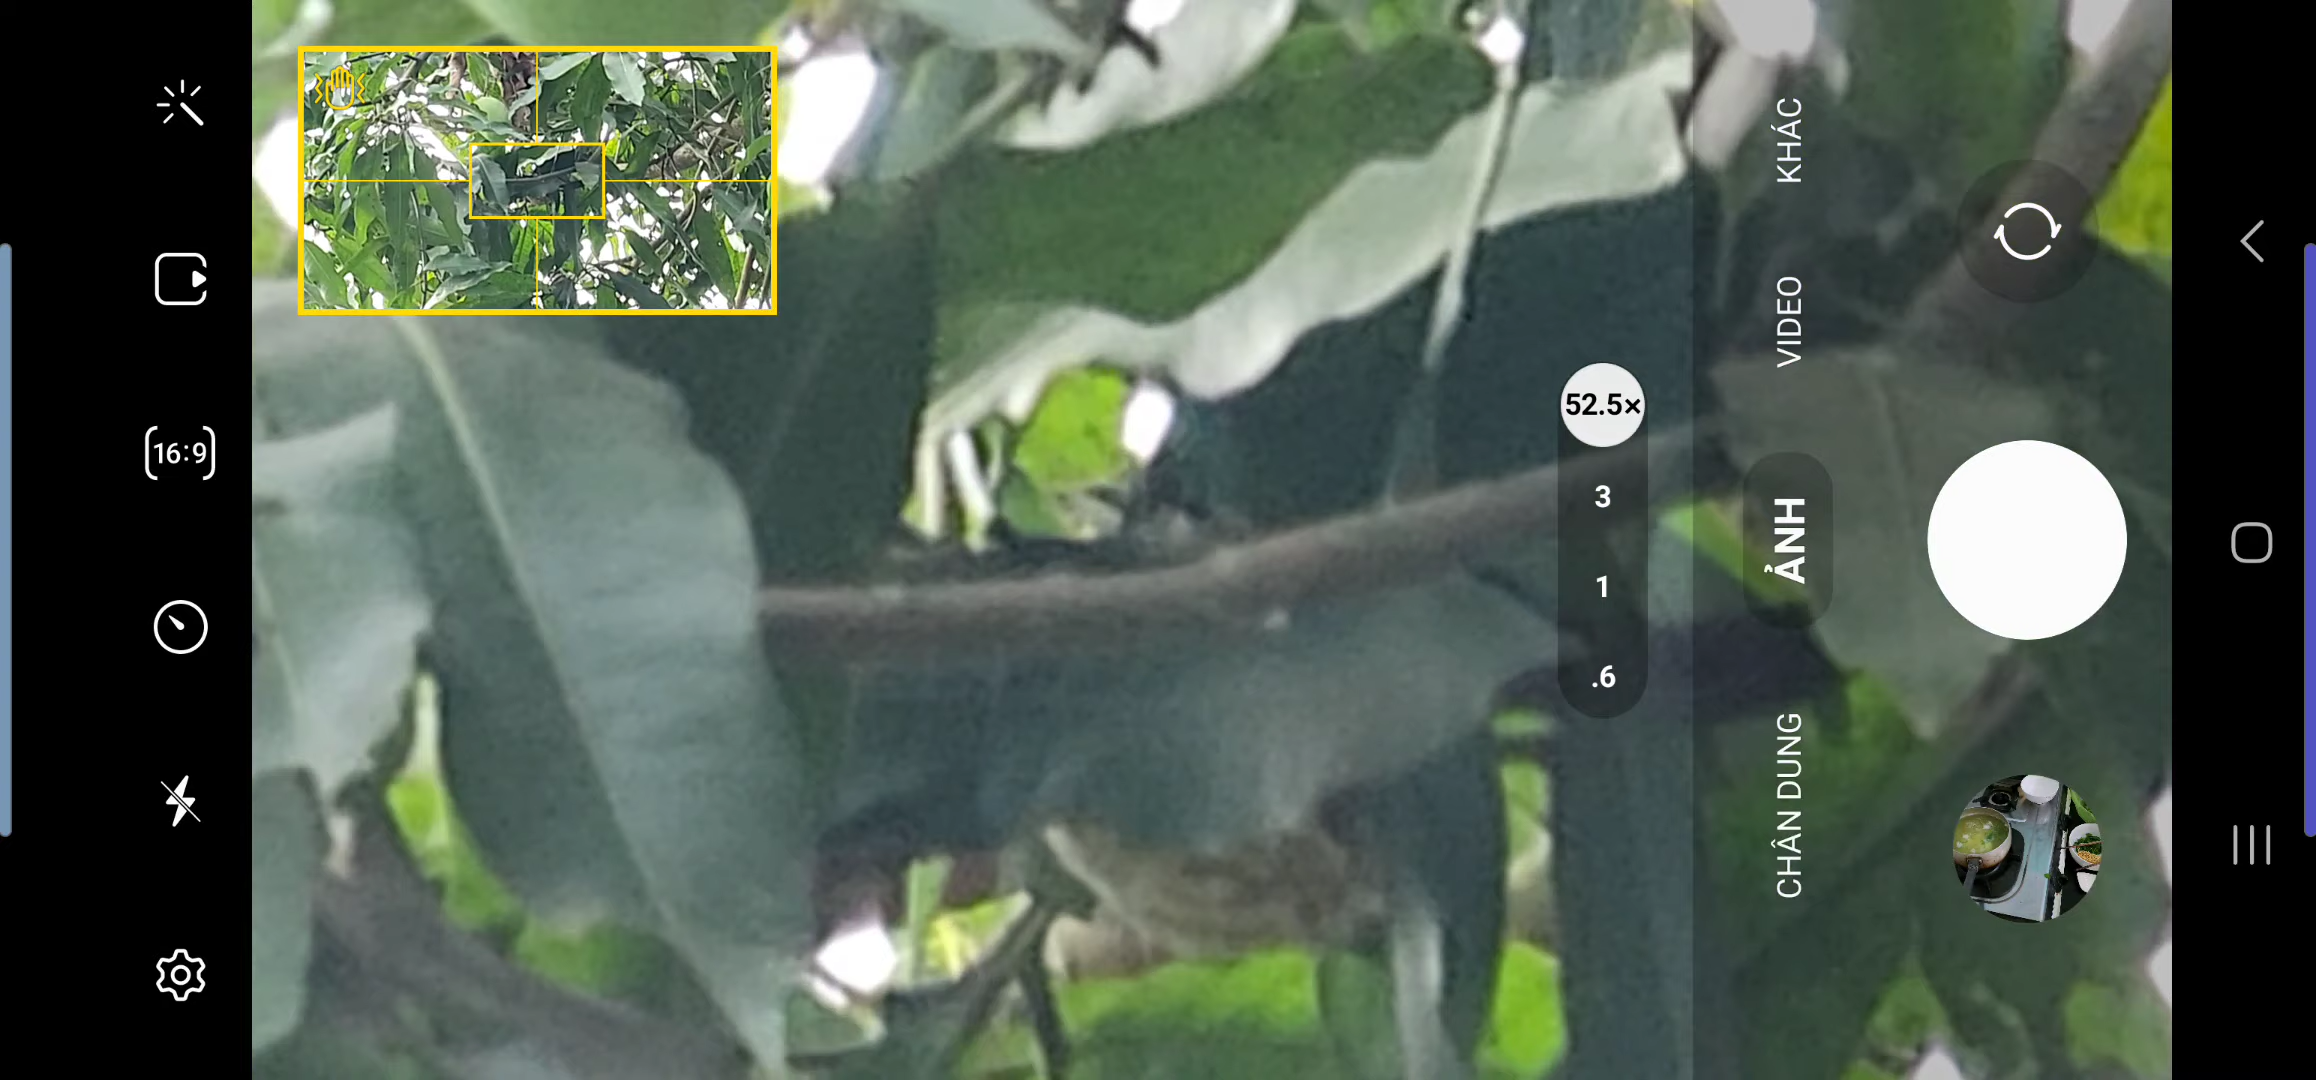 16:9
52.5×
3
1
.6
KHÁC
VIDEO
ẢNH
CHÂN DUNG